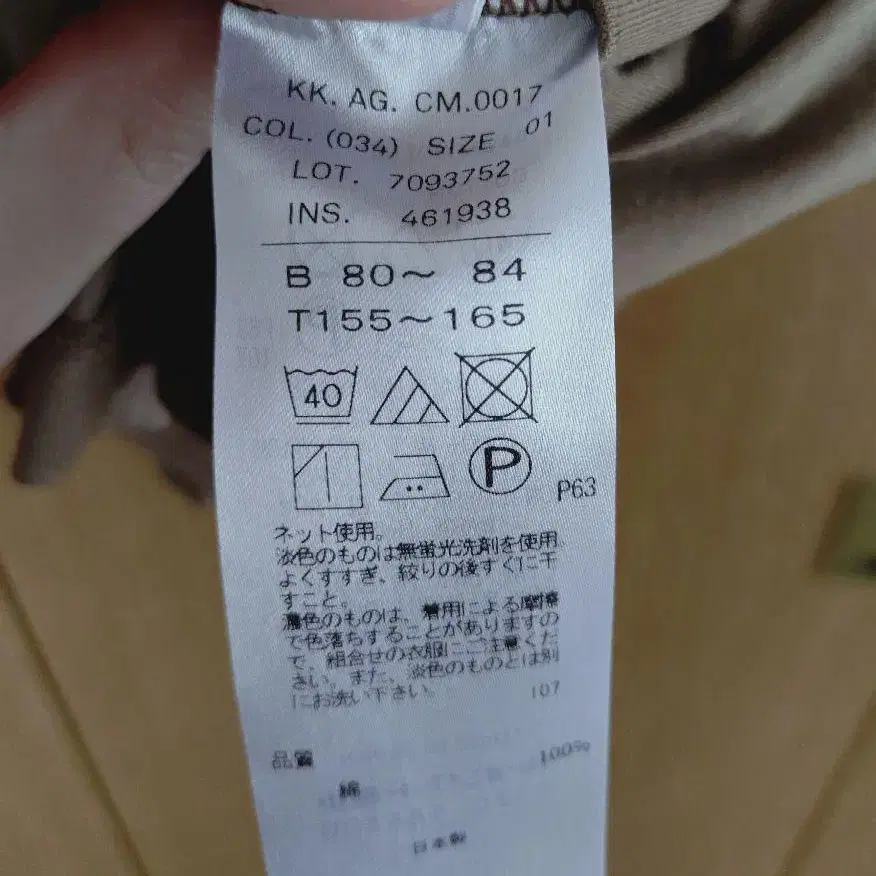 KK. AG. CM.0017
COL. (034) SIZE 01
LOT. 7093752
INS. 461938
B 80～ 84
T155～165
40
P
P63
ネット使用。
淡色のものは無蛍光洗剤を使用
よくすすぎ、絞りの後すぐに干
すこと。
濃色のものは、着用による摩擦
で色落ちすることがありますの
で、組合せの衣服にご注意くだ
さい。また、淡色のものとは別
にお洗い下さい。
107
品質
綿 100%
日本製